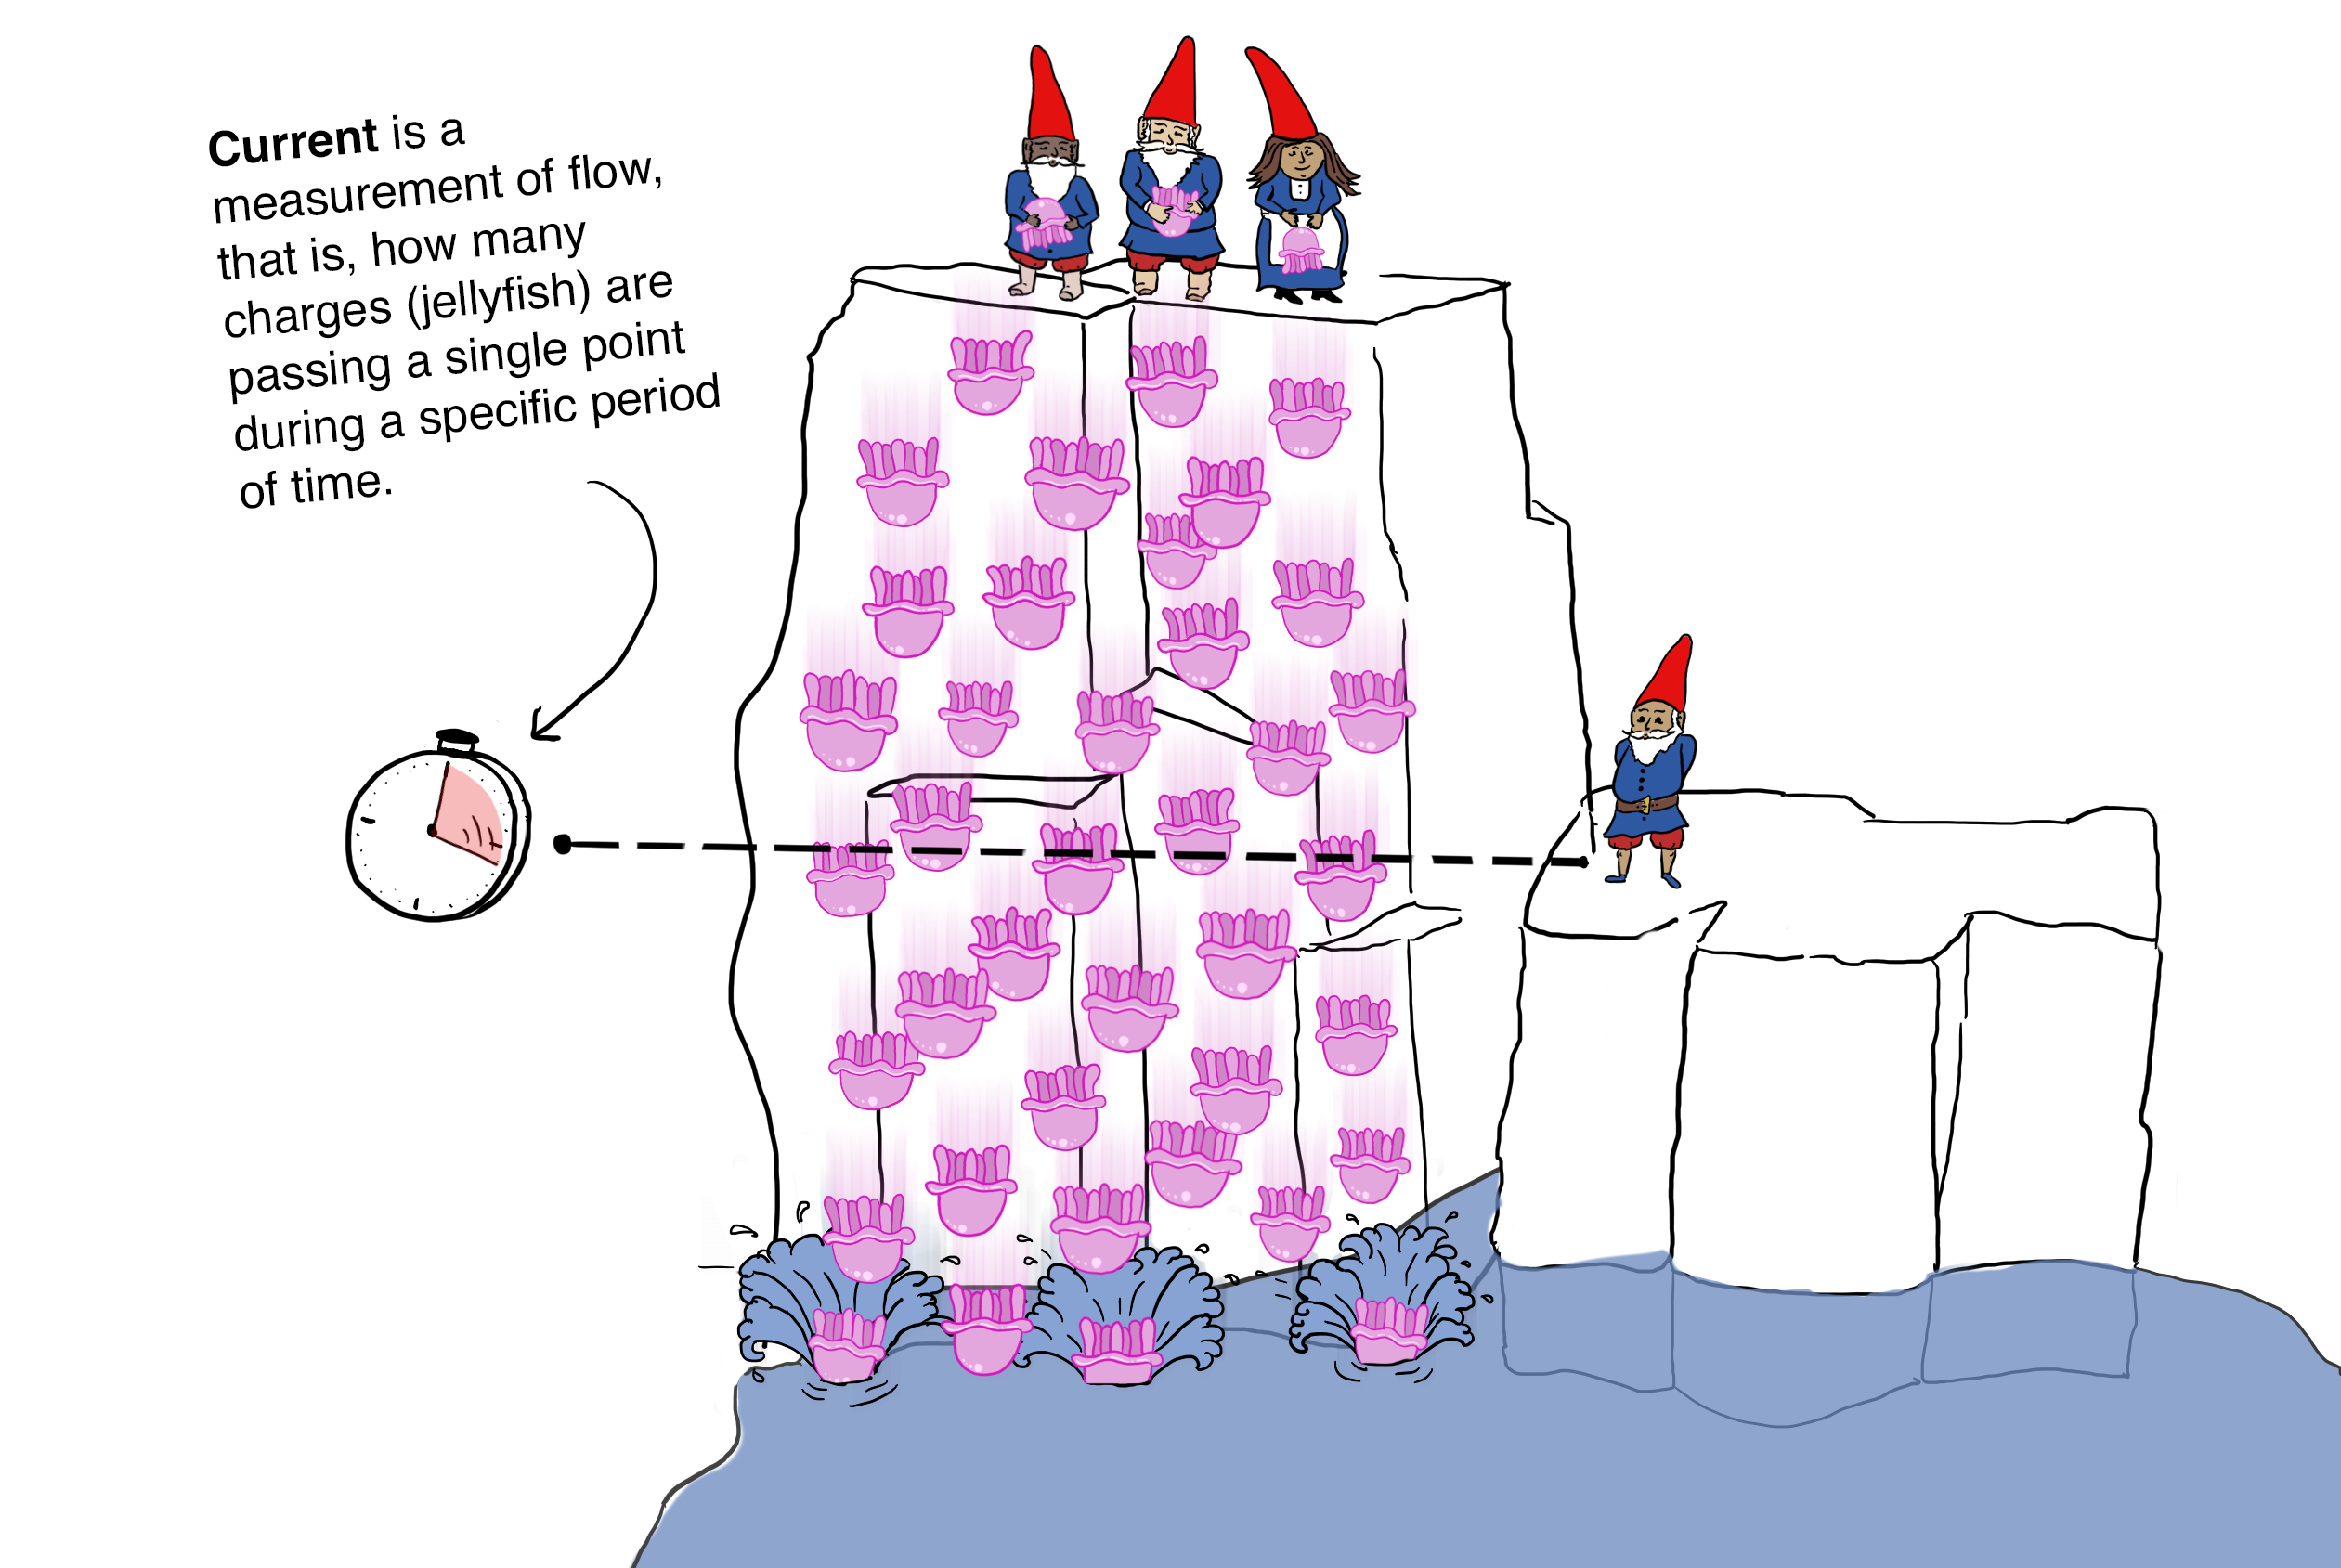 Current is a
measurement of flow,
that is, how many
charges (jellyfish) are
passing a single point
during a specific period
of time.